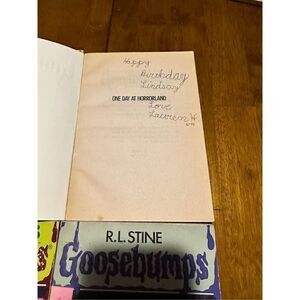 Happy
Birthday
Lindsay
ONE DAY AT HORRORLAND
Love
Lauren H.
R.L. STINE
Goosebumps